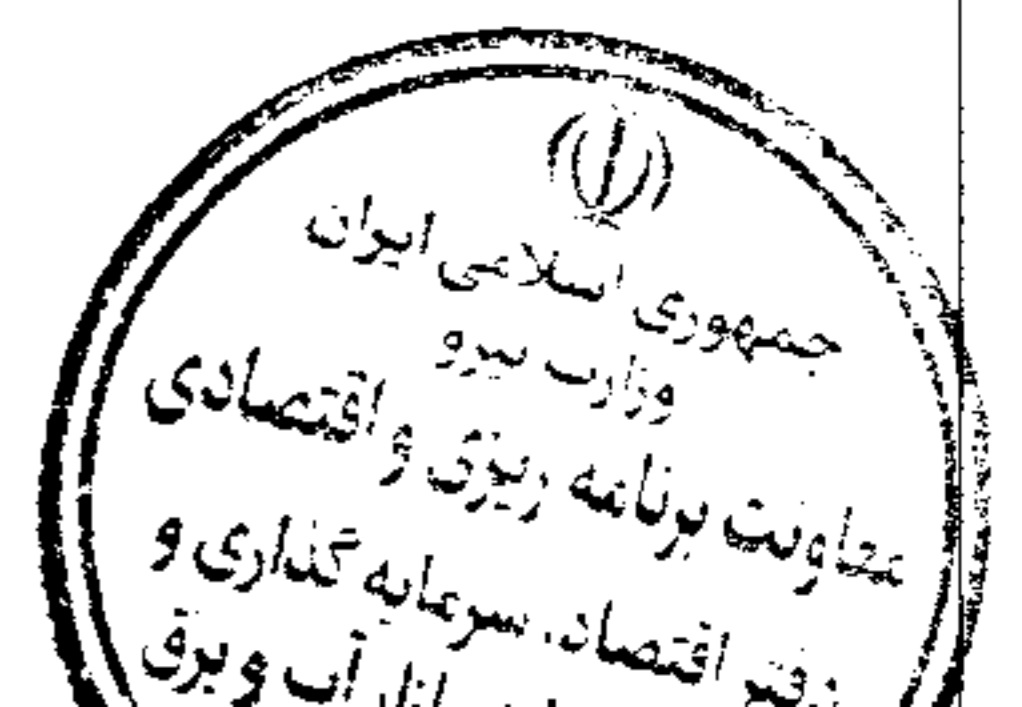 جمهوری اسلامی ایران
وزارت نیرو
معاونت برنامه ریزی و اقتصادی
دفتر اقتصاد، سرمایه گذاری و
آب و برق